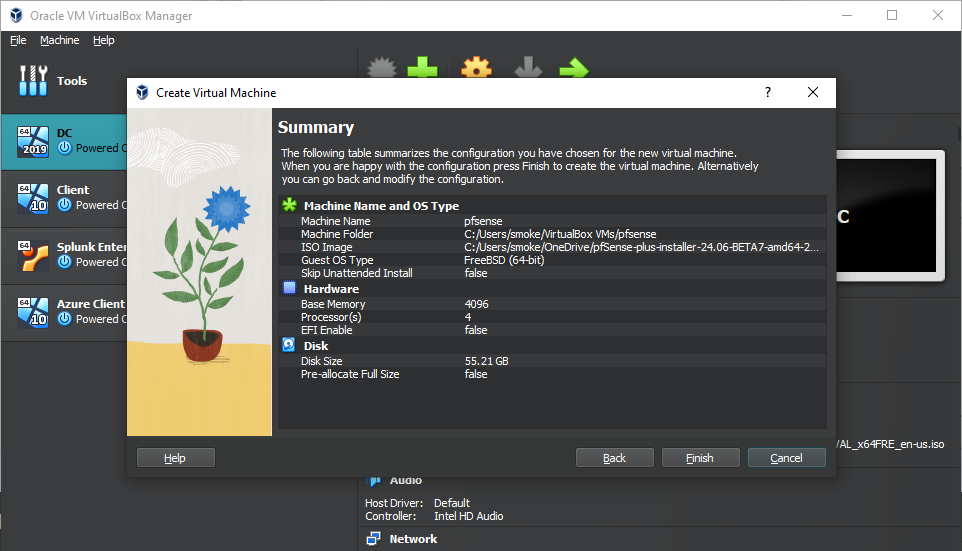 Oracle VM VirtualBox Manager
File Machine Help
Tools
64
2019
DC
Powered
64
10
Client
Powered
64
Splunk Enter
Powered
64
10
Azure Client
Powered
Create Virtual Machine
?
Summary
The following table summarizes the configuration you have chosen for the new virtual machine.
When you are happy with the configuration press Finish to create the virtual machine. Alternatively
you can go back and modify the configuration.
Machine Name and OS Type
Machine Name pfsense
Machine Folder C:/Users/smoke/VirtualBox VMs/pfsense
ISO Image C:/Users/smoke/OneDrive/pfSense-plus-installer-24.06-BETA7-amd64-2...
Guest OS Type FreeBSD (64-bit)
Skip Unattended Install false
Hardware
Base Memory 4096
Processor(s) 4
EFI Enable false
Disk
Disk Size 55.21 GB
Pre-allocate Full Size false
Help Back Finish Cancel
C
/AL_x64FRE_en-us.iso
Audio
Host Driver: Default
Controller: Intel HD Audio
Network